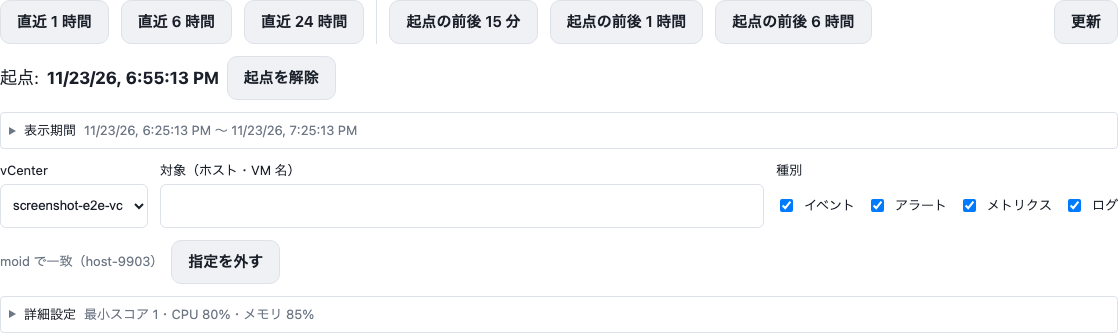 直近 1 時間 直近 6 時間 直近 24 時間 起点の前後 15 分 起点の前後 1 時間 起点の前後 6 時間 更新
起点: 11/23/26, 6:55:13 PM 起点を解除
▶ 表示期間 11/23/26, 6:25:13 PM 〜 11/23/26, 7:25:13 PM
vCenter 対象（ホスト・VM 名） 種別
screenshot-e2e-vc イベント アラート メトリクス ログ
moid で一致（host-9903） 指定を外す
▶ 詳細設定 最小スコア 1・CPU 80%・メモリ 85%